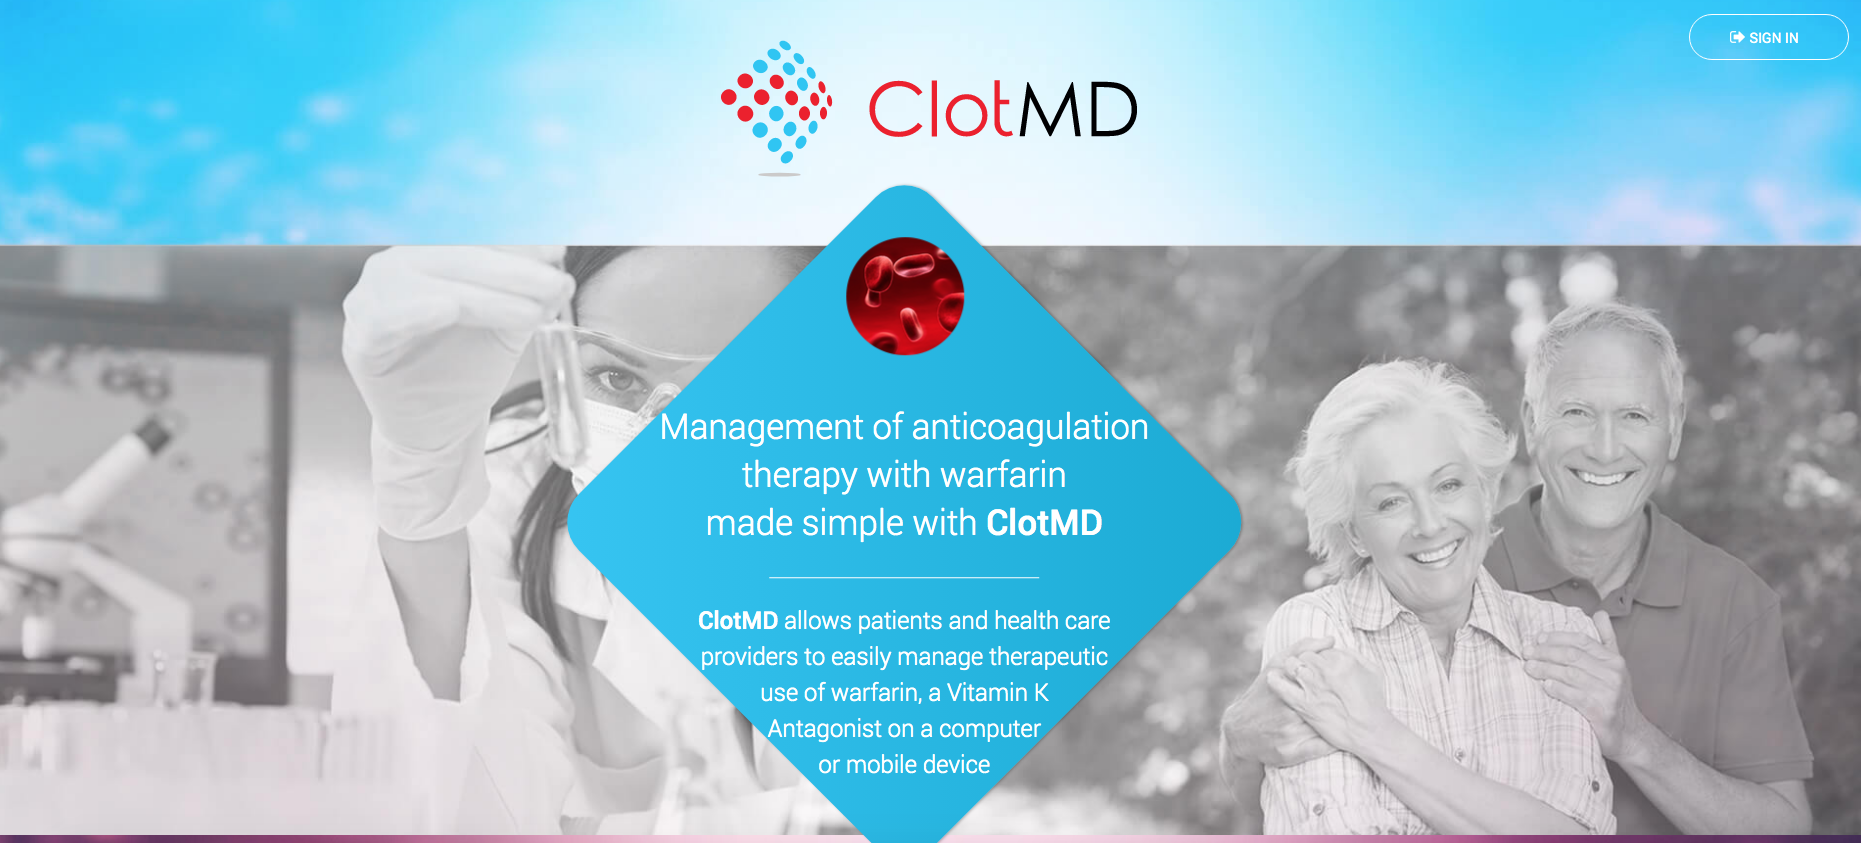 SIGN IN
ClotMD
Management of anticoagulation
therapy with warfarin
made simple with ClotMD
ClotMD allows patients and health care
providers to easily manage therapeutic
use of warfarin, a Vitamin K
Antagonist on a computer
or mobile device